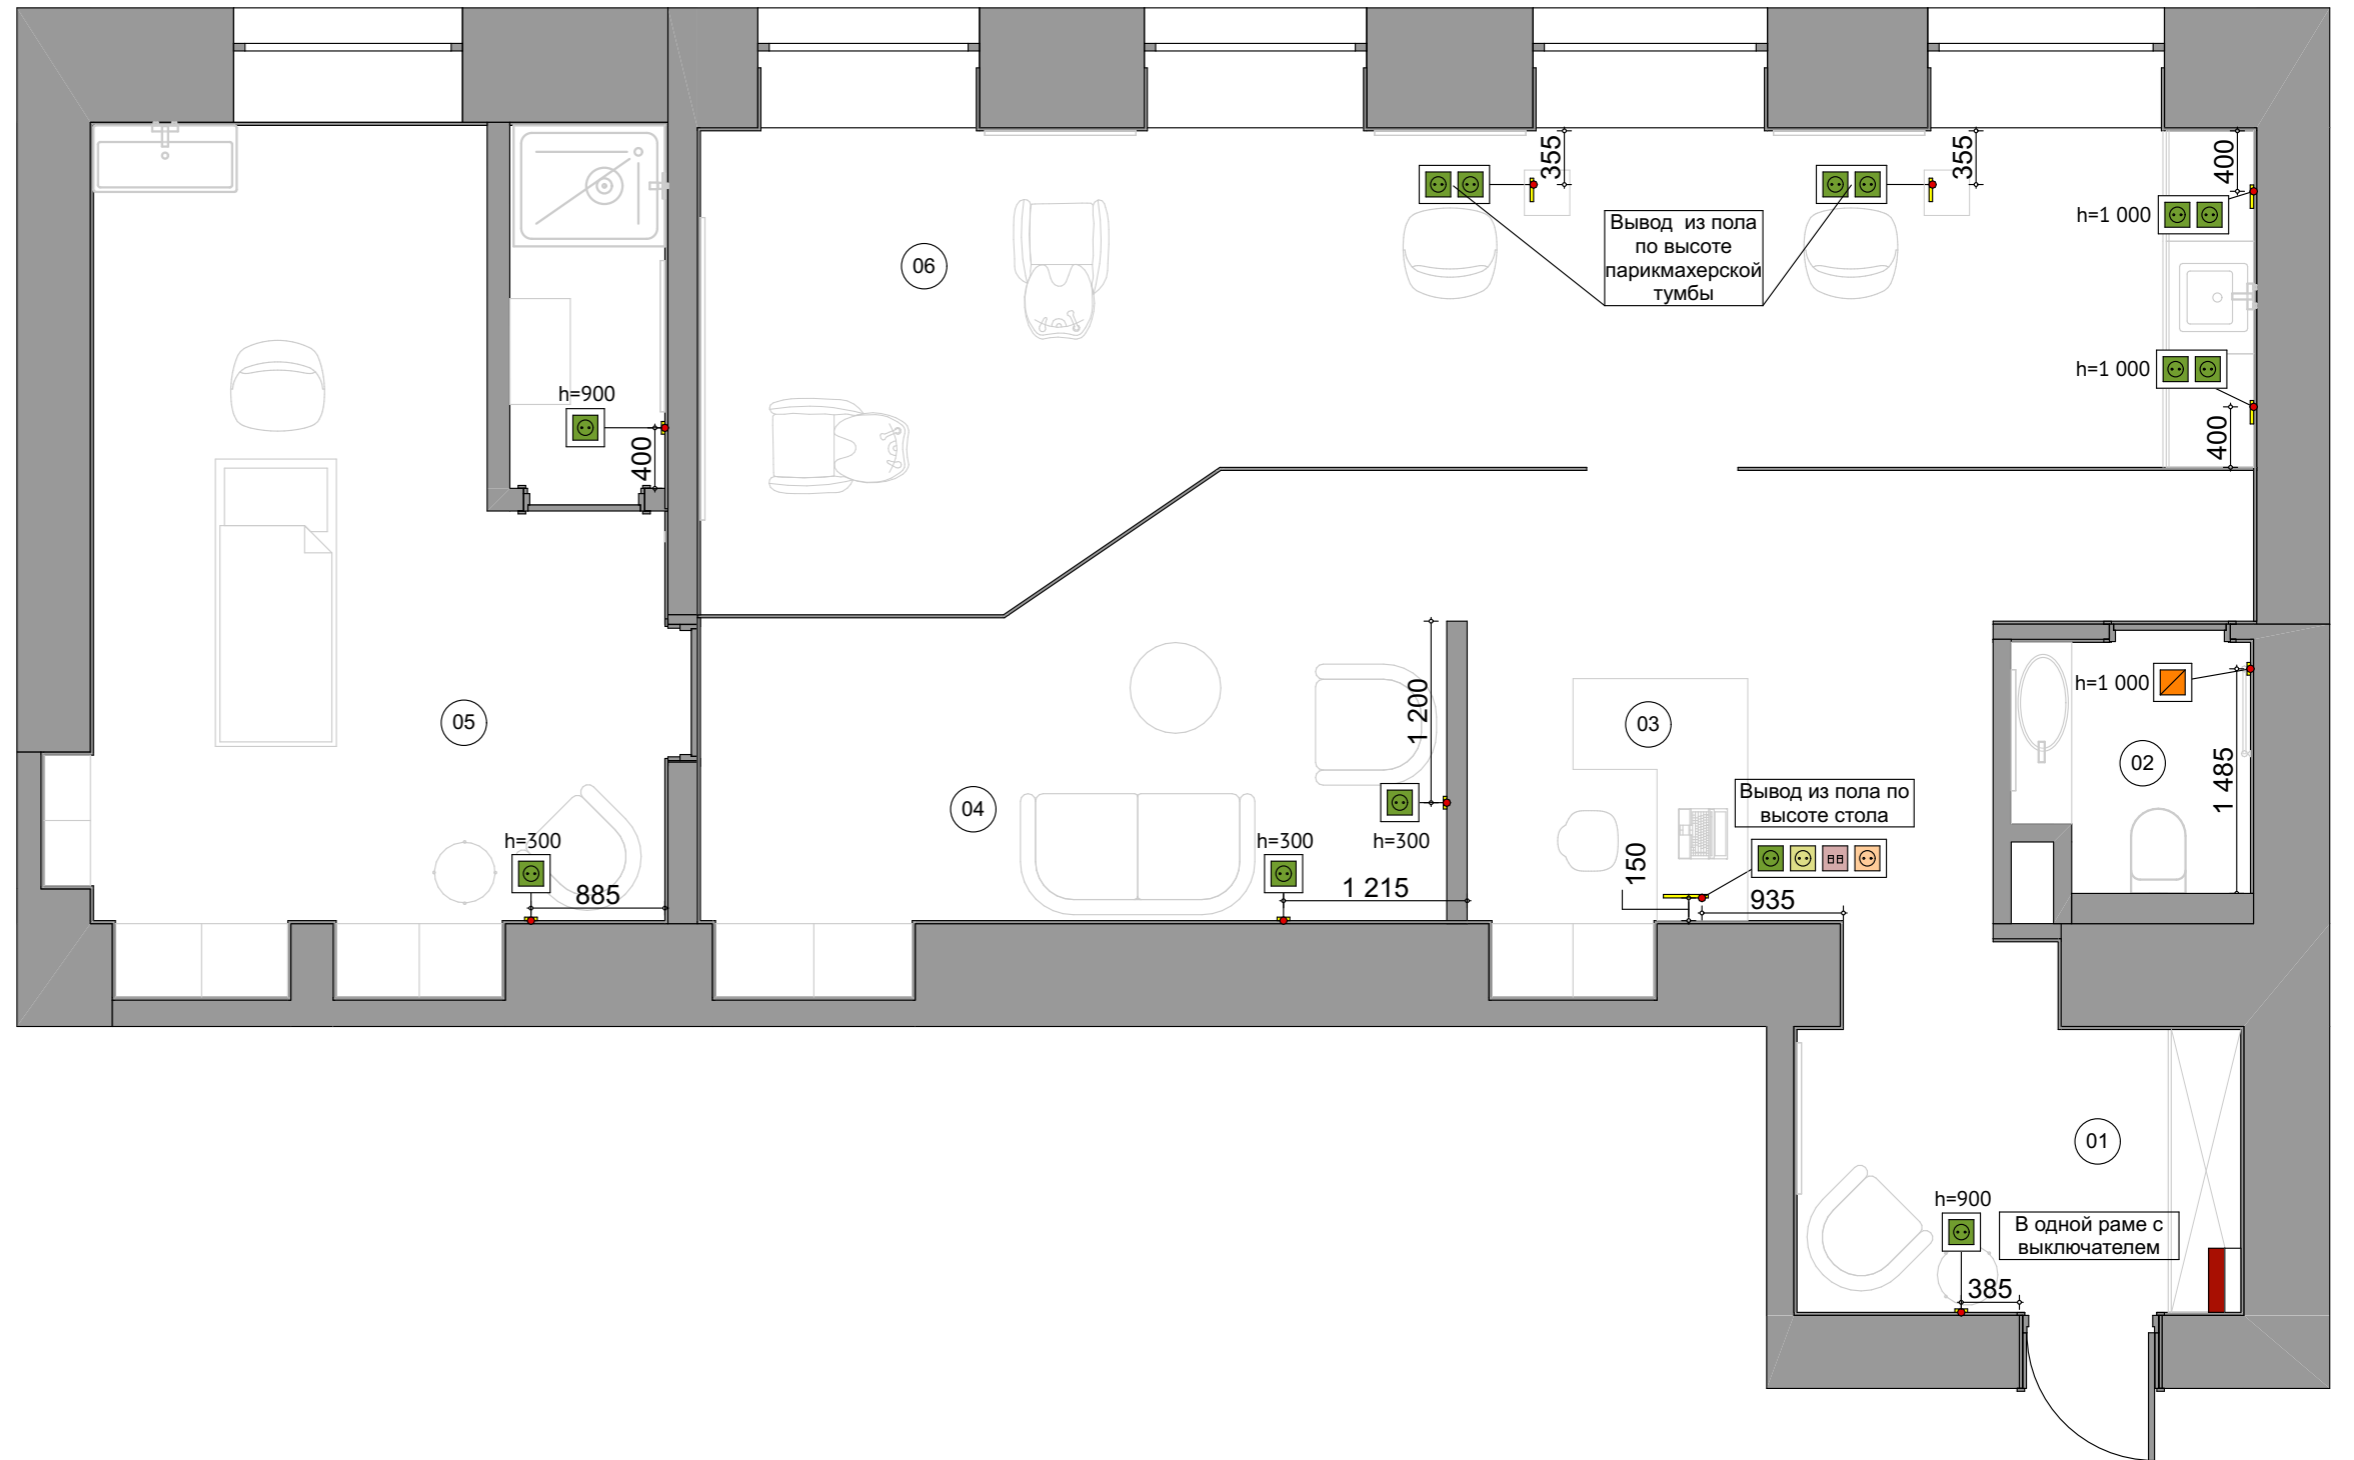 355
355
400
h=1 000
Вывод из пола
по высоте
парикмахерской
тумбы
06
h=1 000
400
h=900
400
05
04
1 200
03
h=1 000
02
1 485
Вывод из пола по
высоте стола
h=300
885
h=300
h=300
1 215
150
935
01
h=900
В одной раме с
выключателем
385